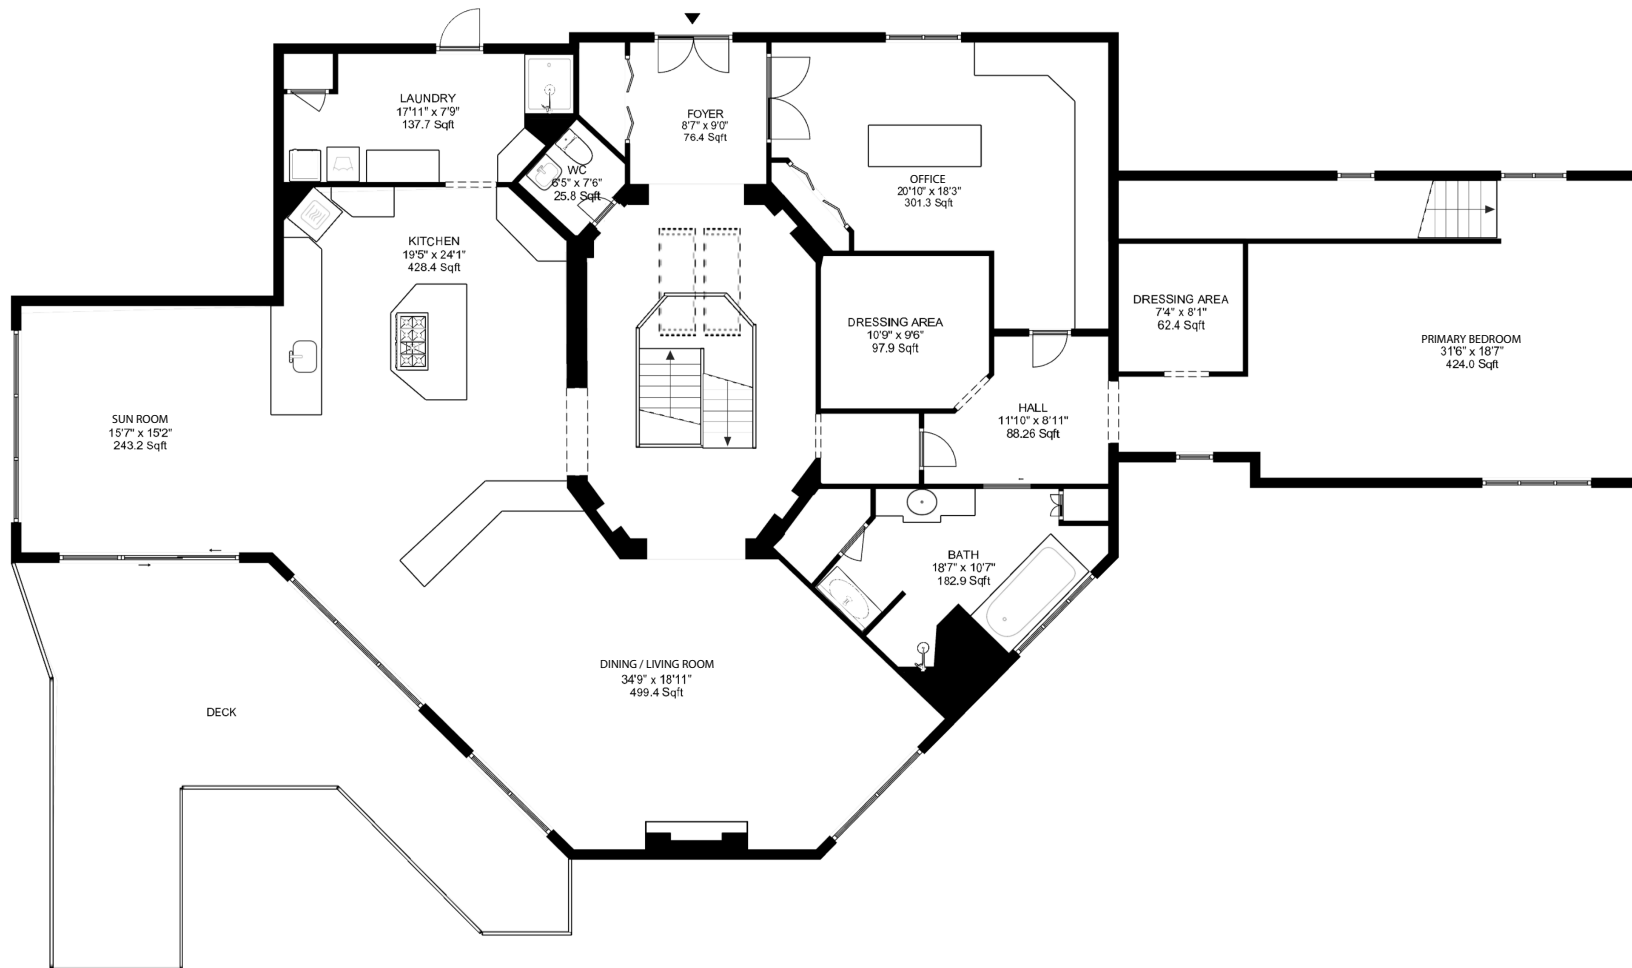 LAUNDRY
17'11" x 7'9"
137.7 Sqft
FOYER
8'7" x 9'0"
76.4 Sqft
WC
6'5" x 7'6"
25.8 Sqft
OFFICE
20'10" x 18'3"
301.3 Sqft
KITCHEN
19'5" x 24'1"
428.4 Sqft
DRESSING AREA
10'9" x 9'6"
97.9 Sqft
DRESSING AREA
7'4" x 8'1"
62.4 Sqft
PRIMARY BEDROOM
31'6" x 18'7"
424.0 Sqft
SUN ROOM
15'7" x 15'2"
243.2 Sqft
HALL
11'10" x 8'11"
88.26 Sqft
BATH
18'7" x 10'7"
182.9 Sqft
DINING / LIVING ROOM
34'9" x 18'11"
499.4 Sqft
DECK